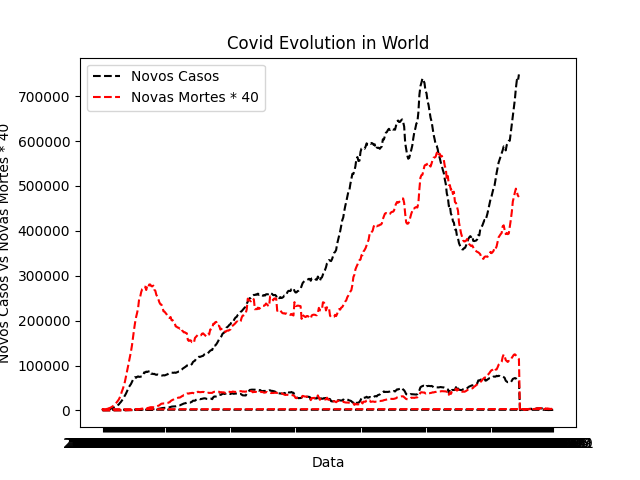 Covid Evolution in World
Novos Casos
Novas Mortes * 40
700000
600000
500000
400000
300000
200000
100000
0
Novos Casos vs Novas Mortes * 40
Data